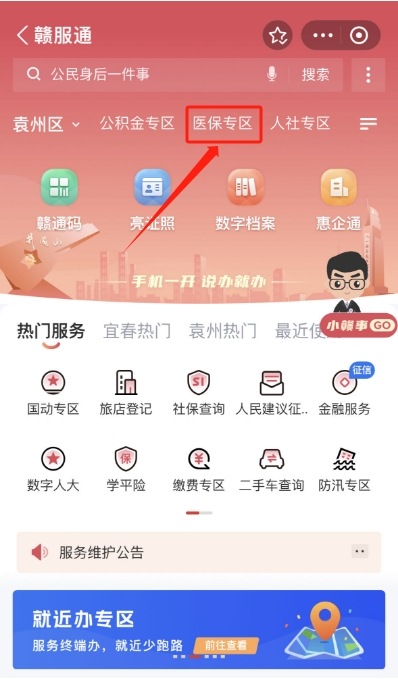 赣服通
公民身后一件事
搜索
袁州区 公积金专区 医保专区 人社专区
赣通码 亮证照 数字档案 惠企通
手机一开 说办就办
小赣事GO
热门服务 宜春热门 袁州热门 最近使
征信
国动专区 旅店登记 社保查询 人民建议征.. 金融服务
数字人大 学平险 缴费专区 二手车查询 防汛专区
服务维护公告
就近办专区
服务终端办，就近少跑路 前往查看